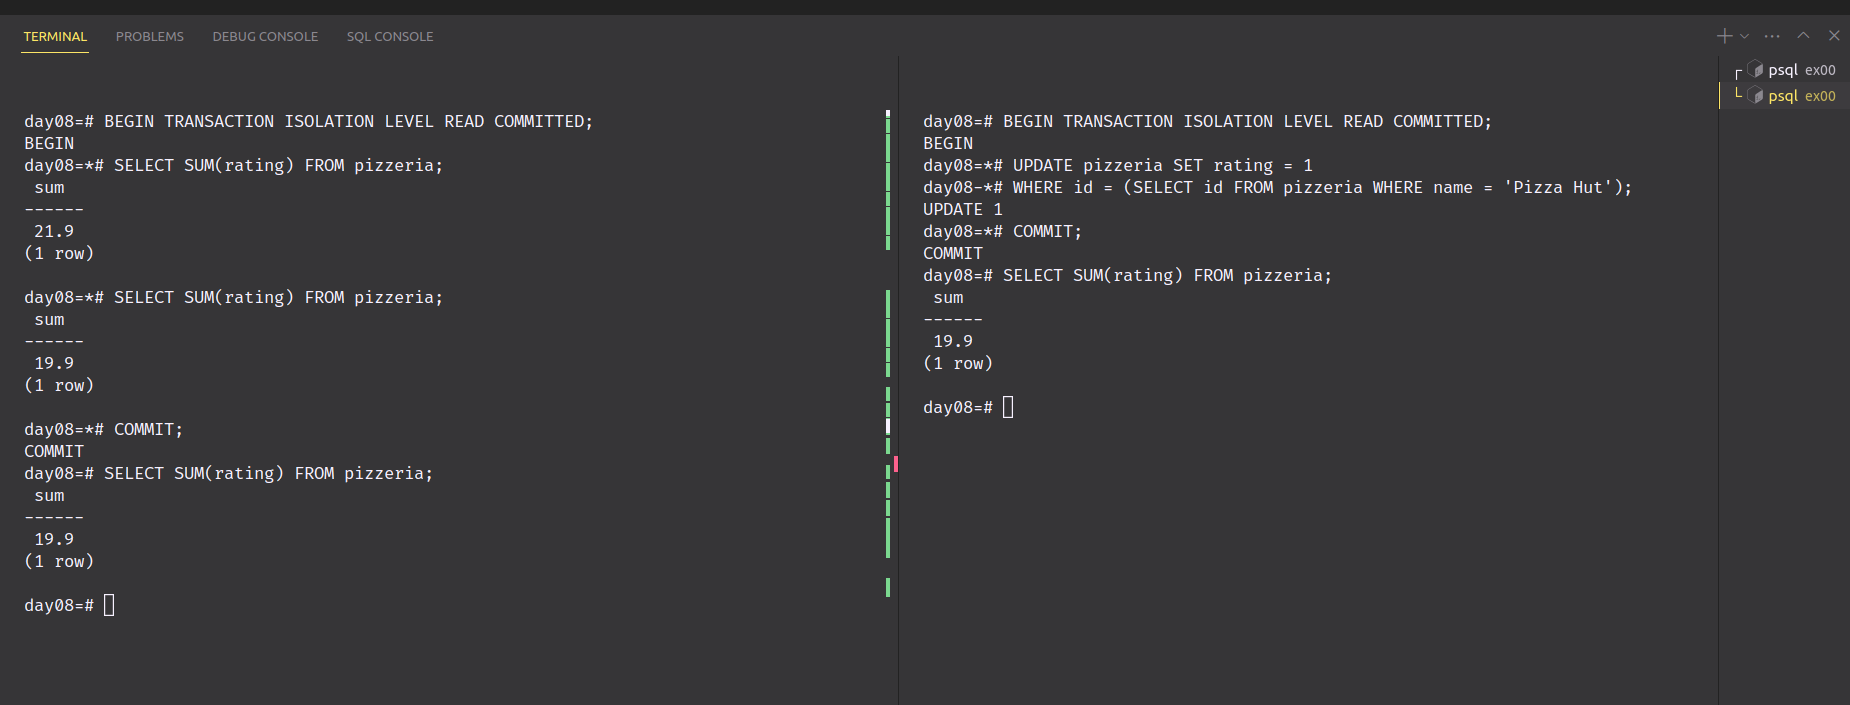 TERMINAL PROBLEMS DEBUG CONSOLE SQL CONSOLE
day08=# BEGIN TRANSACTION ISOLATION LEVEL READ COMMITTED;
BEGIN
day08=*# SELECT SUM(rating) FROM pizzeria;
sum
------
21.9
(1 row)
day08=*# SELECT SUM(rating) FROM pizzeria;
sum
------
19.9
(1 row)
day08=*# COMMIT;
COMMIT
day08=# SELECT SUM(rating) FROM pizzeria;
sum
------
19.9
(1 row)
day08=#
day08=# BEGIN TRANSACTION ISOLATION LEVEL READ COMMITTED;
BEGIN
day08=*# UPDATE pizzeria SET rating = 1
day08-*# WHERE id = (SELECT id FROM pizzeria WHERE name = 'Pizza Hut');
UPDATE 1
day08=*# COMMIT;
COMMIT
day08=# SELECT SUM(rating) FROM pizzeria;
sum
------
19.9
(1 row)
day08=#
psql ex00
psql ex00